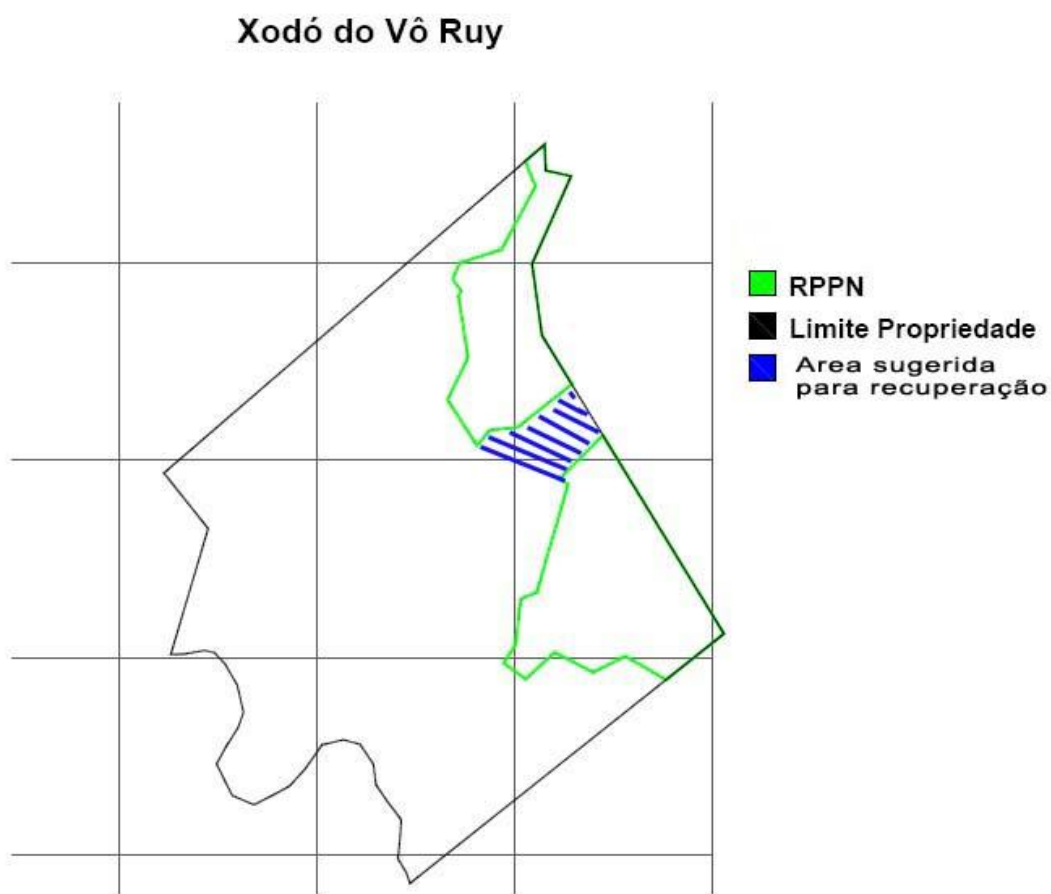 Xodó do Vô Ruy
RPPN
Limite Propriedade
Area sugerida
para recuperação